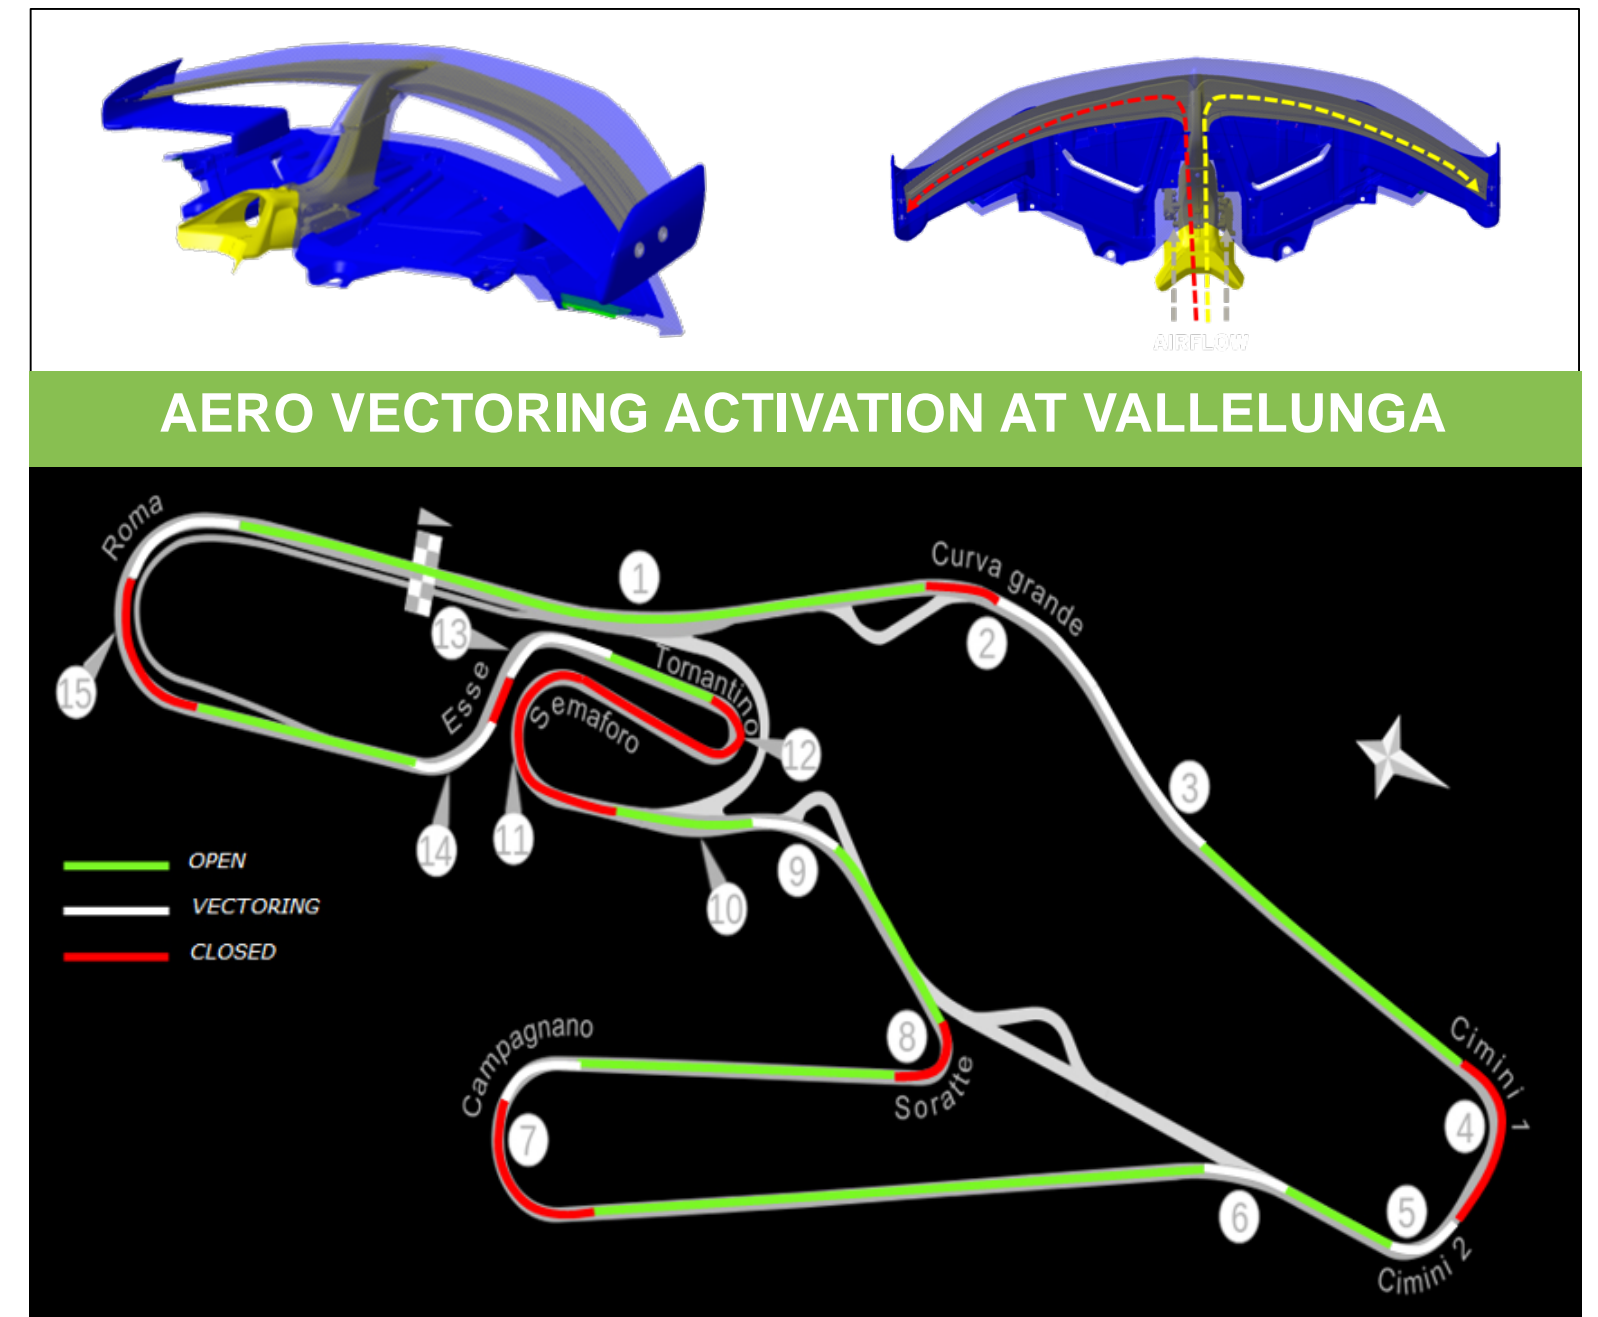 AIRFLOW
AERO VECTORING ACTIVATION AT VALLELUNGA
Roma
1
Curva grande
2
13
Esse
Tornantino
Semaforo
15
12
3
14
11
9
10
OPEN
VECTORING
CLOSED
Campagnano
8
Soratte
7
Cimini 1
4
5
6
Cimini 2